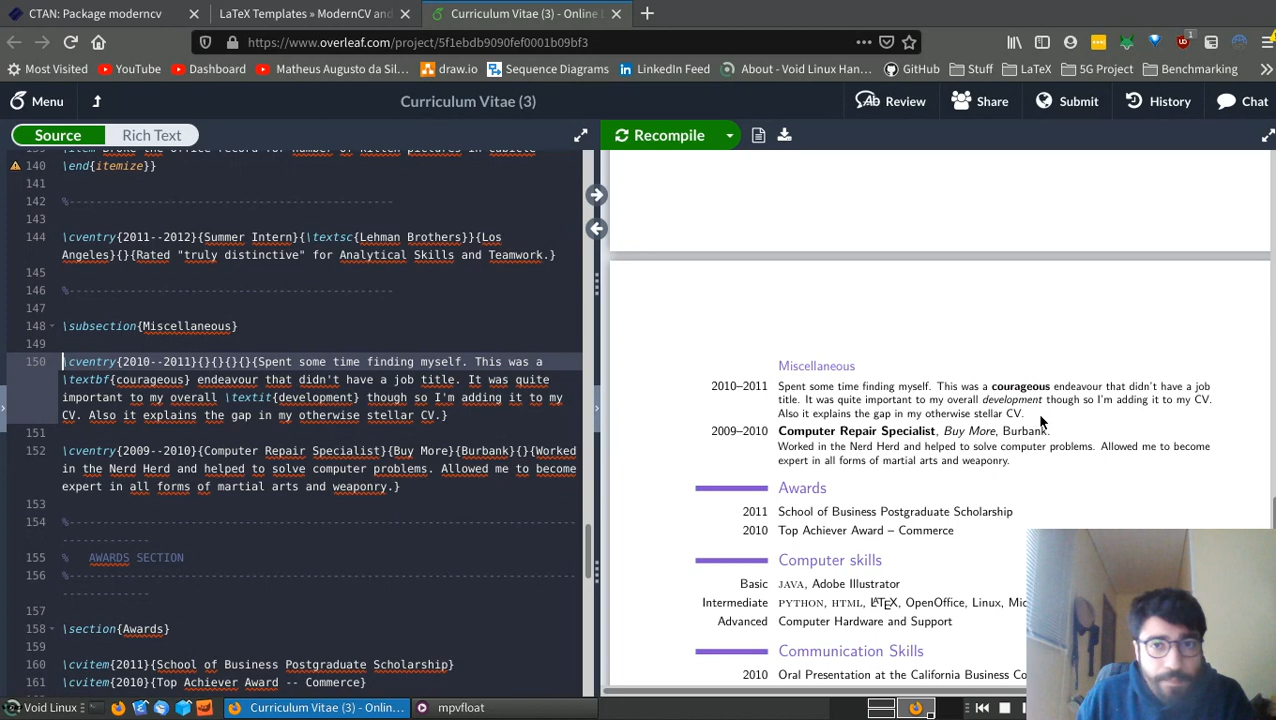 CTAN: Package moderncv
LaTeX Templates » ModernCV and
Curriculum Vitae (3) - Online
https://www.overleaf.com/project/5f1ebdb9090fef0001b09bf3
1
Most Visited YouTube Dashboard Matheus Augusto da Sil… draw.io Sequence Diagrams LinkedIn Feed About - Void Linux Han… GitHub Stuff LaTeX 5G Project Benchmarking
Menu Curriculum Vitae (3) Review Share Submit History Chat
Source Rich Text Recompile
\item Broke the office record for number of kitten pictures in cubicle
140 \end{itemize}}
141
142 %------------------------------------------------
143
144 \cventry{2011--2012}{Summer Intern}{\textsc{Lehman Brothers}}{Los
Angeles}{}{Rated "truly distinctive" for Analytical Skills and Teamwork.}
145
146 %------------------------------------------------
147
148 \subsection{Miscellaneous}
149
150 \cventry{2010--2011}{}{}{}{}{Spent some time finding myself. This was a
\textbf{courageous} endeavour that didn't have a job title. It was quite
important to my overall \textit{development} though so I'm adding it to my
CV. Also it explains the gap in my otherwise stellar CV.}
151
152 \cventry{2009--2010}{Computer Repair Specialist}{Buy More}{Burbank}{}{Worked
in the Nerd Herd and helped to solve computer problems. Allowed me to become
expert in all forms of martial arts and weaponry.}
153
154 %--------------------------------------------------------------------
-------------
155 % AWARDS SECTION
156 %--------------------------------------------------------------------
-------------
157
158 \section{Awards}
159
160 \cvitem{2011}{School of Business Postgraduate Scholarship}
161 \cvitem{2010}{Top Achiever Award -- Commerce}
Miscellaneous
2010–2011 Spent some time finding myself. This was a courageous endeavour that didn't have a job
title. It was quite important to my overall development though so I'm adding it to my CV.
Also it explains the gap in my otherwise stellar CV.
2009–2010 Computer Repair Specialist, Buy More, Burbank.
Worked in the Nerd Herd and helped to solve computer problems. Allowed me to become
expert in all forms of martial arts and weaponry.
Awards
2011 School of Business Postgraduate Scholarship
2010 Top Achiever Award – Commerce
Computer skills
Basic JAVA, Adobe Illustrator
Intermediate PYTHON, HTML, LATEX, OpenOffice, Linux, Mic
Advanced Computer Hardware and Support
Communication Skills
2010 Oral Presentation at the California Business Co
Void Linux Curriculum Vitae (3) - Onlin… mpvfloat